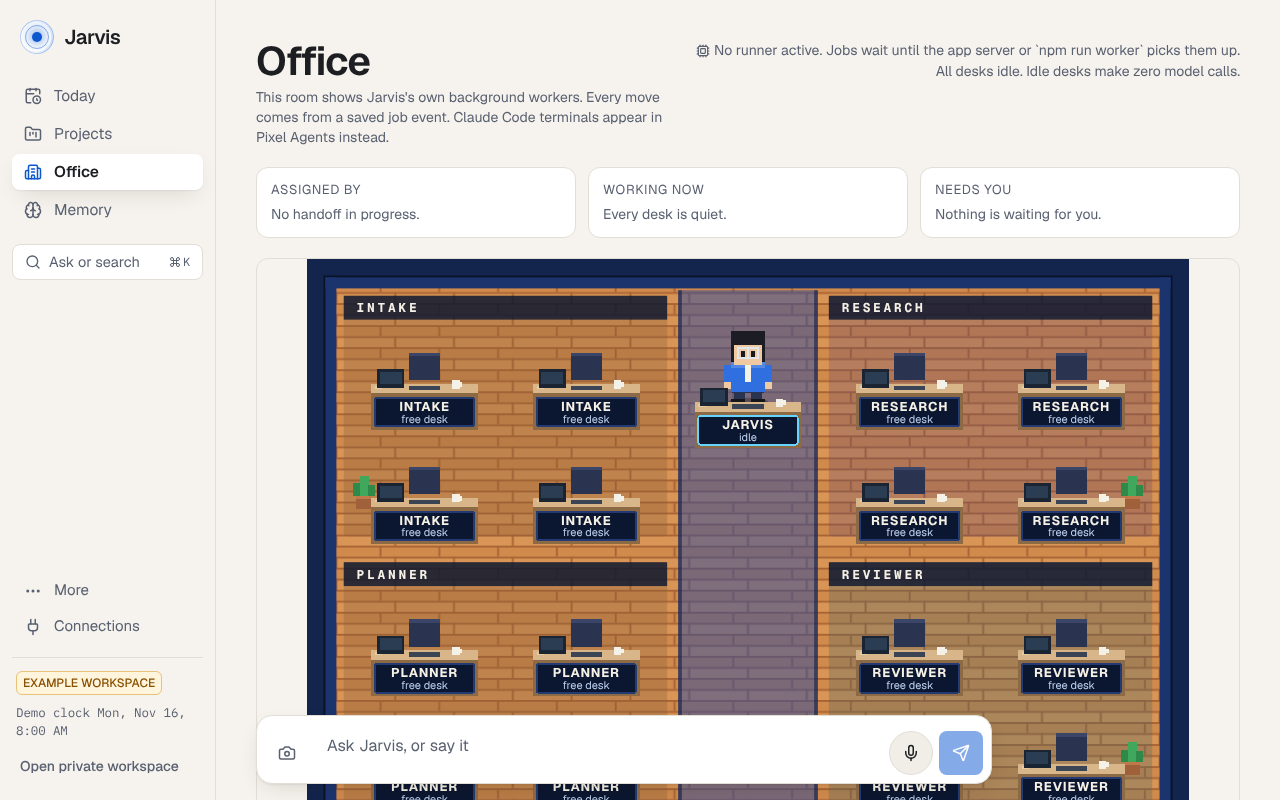 Jarvis
Today
Projects
Office
Memory
Ask or search ⌘ K
More
Connections
EXAMPLE WORKSPACE
Demo clock Mon, Nov 16,
8:00 AM
Open private workspace
Office
This room shows Jarvis's own background workers. Every move
comes from a saved job event. Claude Code terminals appear in
Pixel Agents instead.
No runner active. Jobs wait until the app server or `npm run worker` picks them up.
All desks idle. Idle desks make zero model calls.
ASSIGNED BY
No handoff in progress.
WORKING NOW
Every desk is quiet.
NEEDS YOU
Nothing is waiting for you.
INTAKE
INTAKE
free desk
INTAKE
free desk
INTAKE
free desk
INTAKE
free desk
JARVIS
idle
RESEARCH
RESEARCH
free desk
RESEARCH
free desk
RESEARCH
free desk
RESEARCH
free desk
PLANNER
PLANNER
free desk
PLANNER
free desk
PLANNER
PLANNER
REVIEWER
REVIEWER
free desk
REVIEWER
free desk
REVIEWER
REVIEWER
Ask Jarvis, or say it